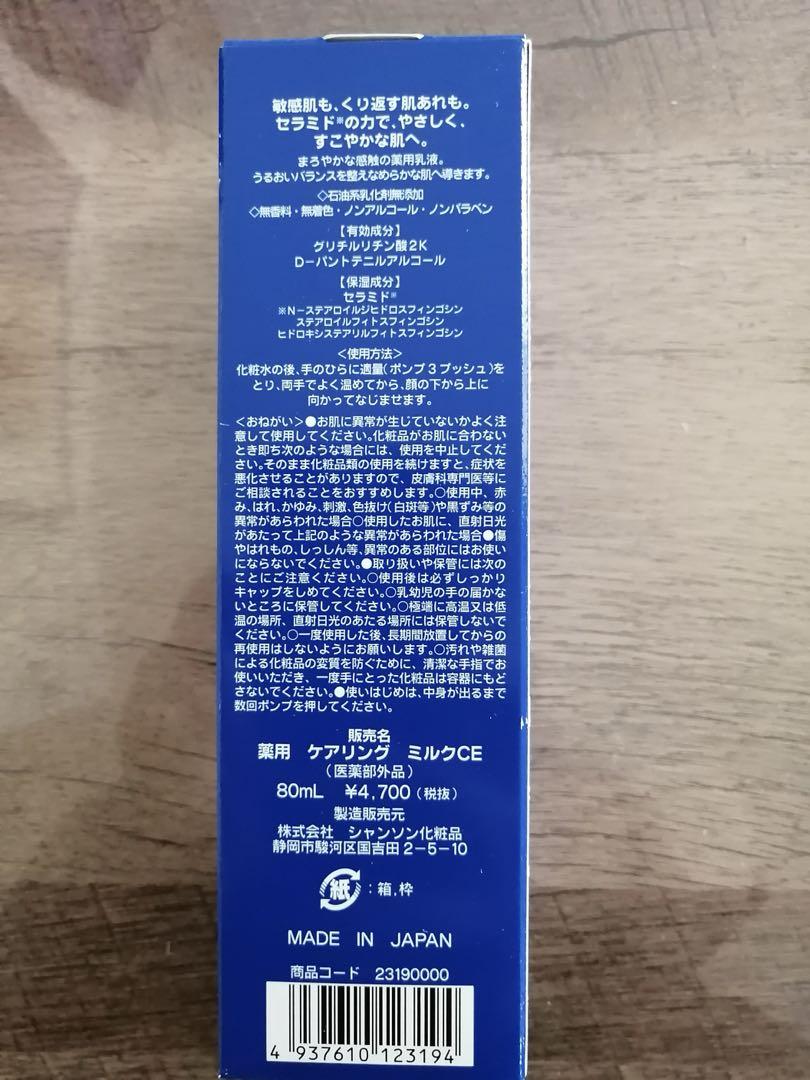 敏感肌も、くり返す肌あれも。
セラミド※の力で、やさしく、
すこやかな肌へ。
まろやかな感触の薬用乳液。
うるおいバランスを整えなめらかな肌へ導きます。
◇石油系乳化剤無添加
◇無香料・無着色・ノンアルコール・ノンパラベン
【有効成分】
グリチルリチン酸2K
D-パントテニルアルコール
【保湿成分】
セラミド※
※N-ステアロイルジヒドロスフィンゴシン
ステアロイルフィトスフィンゴシン
ヒドロキシステアリルフィトスフィンゴシン
<使用方法>
化粧水の後、手のひらに適量(ポンプ3プッシュ)を
とり、両手でよく温めてから、顔の下から上に
向かってなじませます。
<おねがい>●お肌に異常が生じていないかよく注
意して使用してください。化粧品がお肌に合わない
とき即ち次のような場合には、使用を中止してくだ
さい。そのまま化粧品類の使用を続けますと、症状を
悪化させることがありますので、皮膚科専門医等に
ご相談されることをおすすめします。○使用中、赤
み、はれ、かゆみ、刺激、色抜け(白斑等)や黒ずみ等の
異常があらわれた場合○使用したお肌に、直射日光
があたって上記のような異常があらわれた場合●傷
やはれもの、しっしん等、異常のある部位にはお使い
にならないでください。●取り扱いや保管には次の
ことにご注意ください。○使用後は必ずしっかり
キャップをしめてください。○乳幼児の手の届かな
いところに保管してください。○極端に高温又は低
温の場所、直射日光のあたる場所には保管しないで
ください。○一度使用した後、長期間放置してからの
再使用はしないようにお願いします。○汚れや雑菌
による化粧品の変質を防ぐために、清潔な手指でお
使いいただき、一度手にとった化粧品は容器にもど
さないでください。●使いはじめは、中身が出るまで
数回ポンプを押してください。
販売名
薬用 ケアリング ミルクCE
(医薬部外品)
80mL ¥4,700(税抜)
製造販売元
株式会社 シャンソン化粧品
静岡市駿河区国吉田2-5-10
紙:箱,枠
MADE IN JAPAN
商品コード 23190000
4 937610 123194